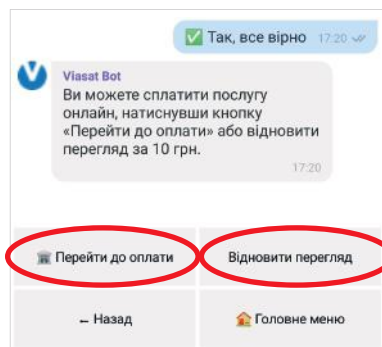 ✅ Так, все вірно 17:20
Viasat Bot
Ви можете сплатити послугу
онлайн, натиснувши кнопку
«Перейти до оплати» або відновити
перегляд за 10 грн.
17:20
🏛 Перейти до оплати
Відновити перегляд
← Назад
🏠 Головне меню